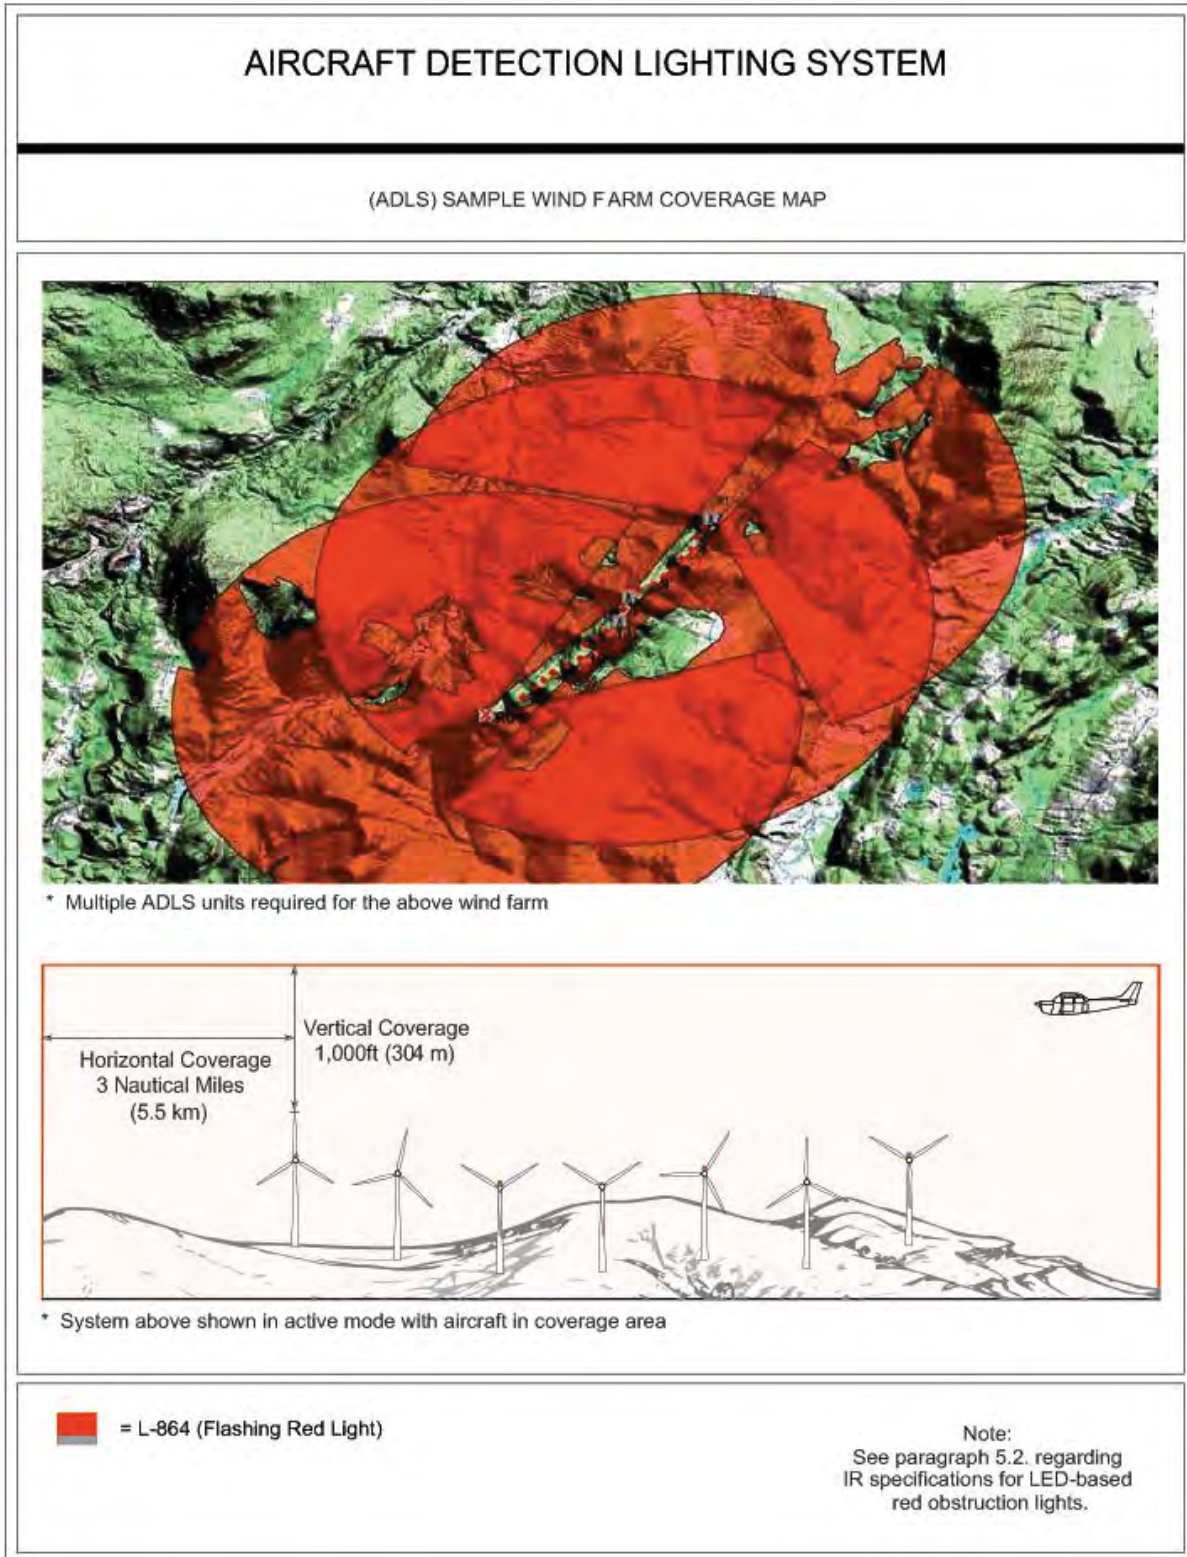 AIRCRAFT DETECTION LIGHTING SYSTEM
(ADLS) SAMPLE WIND FARM COVERAGE MAP
* Multiple ADLS units required for the above wind farm
Vertical Coverage
1,000ft (304 m)
Horizontal Coverage
3 Nautical Miles
(5.5 km)
* System above shown in active mode with aircraft in coverage area
= L-864 (Flashing Red Light)
Note:
See paragraph 5.2. regarding
IR specifications for LED-based
red obstruction lights.